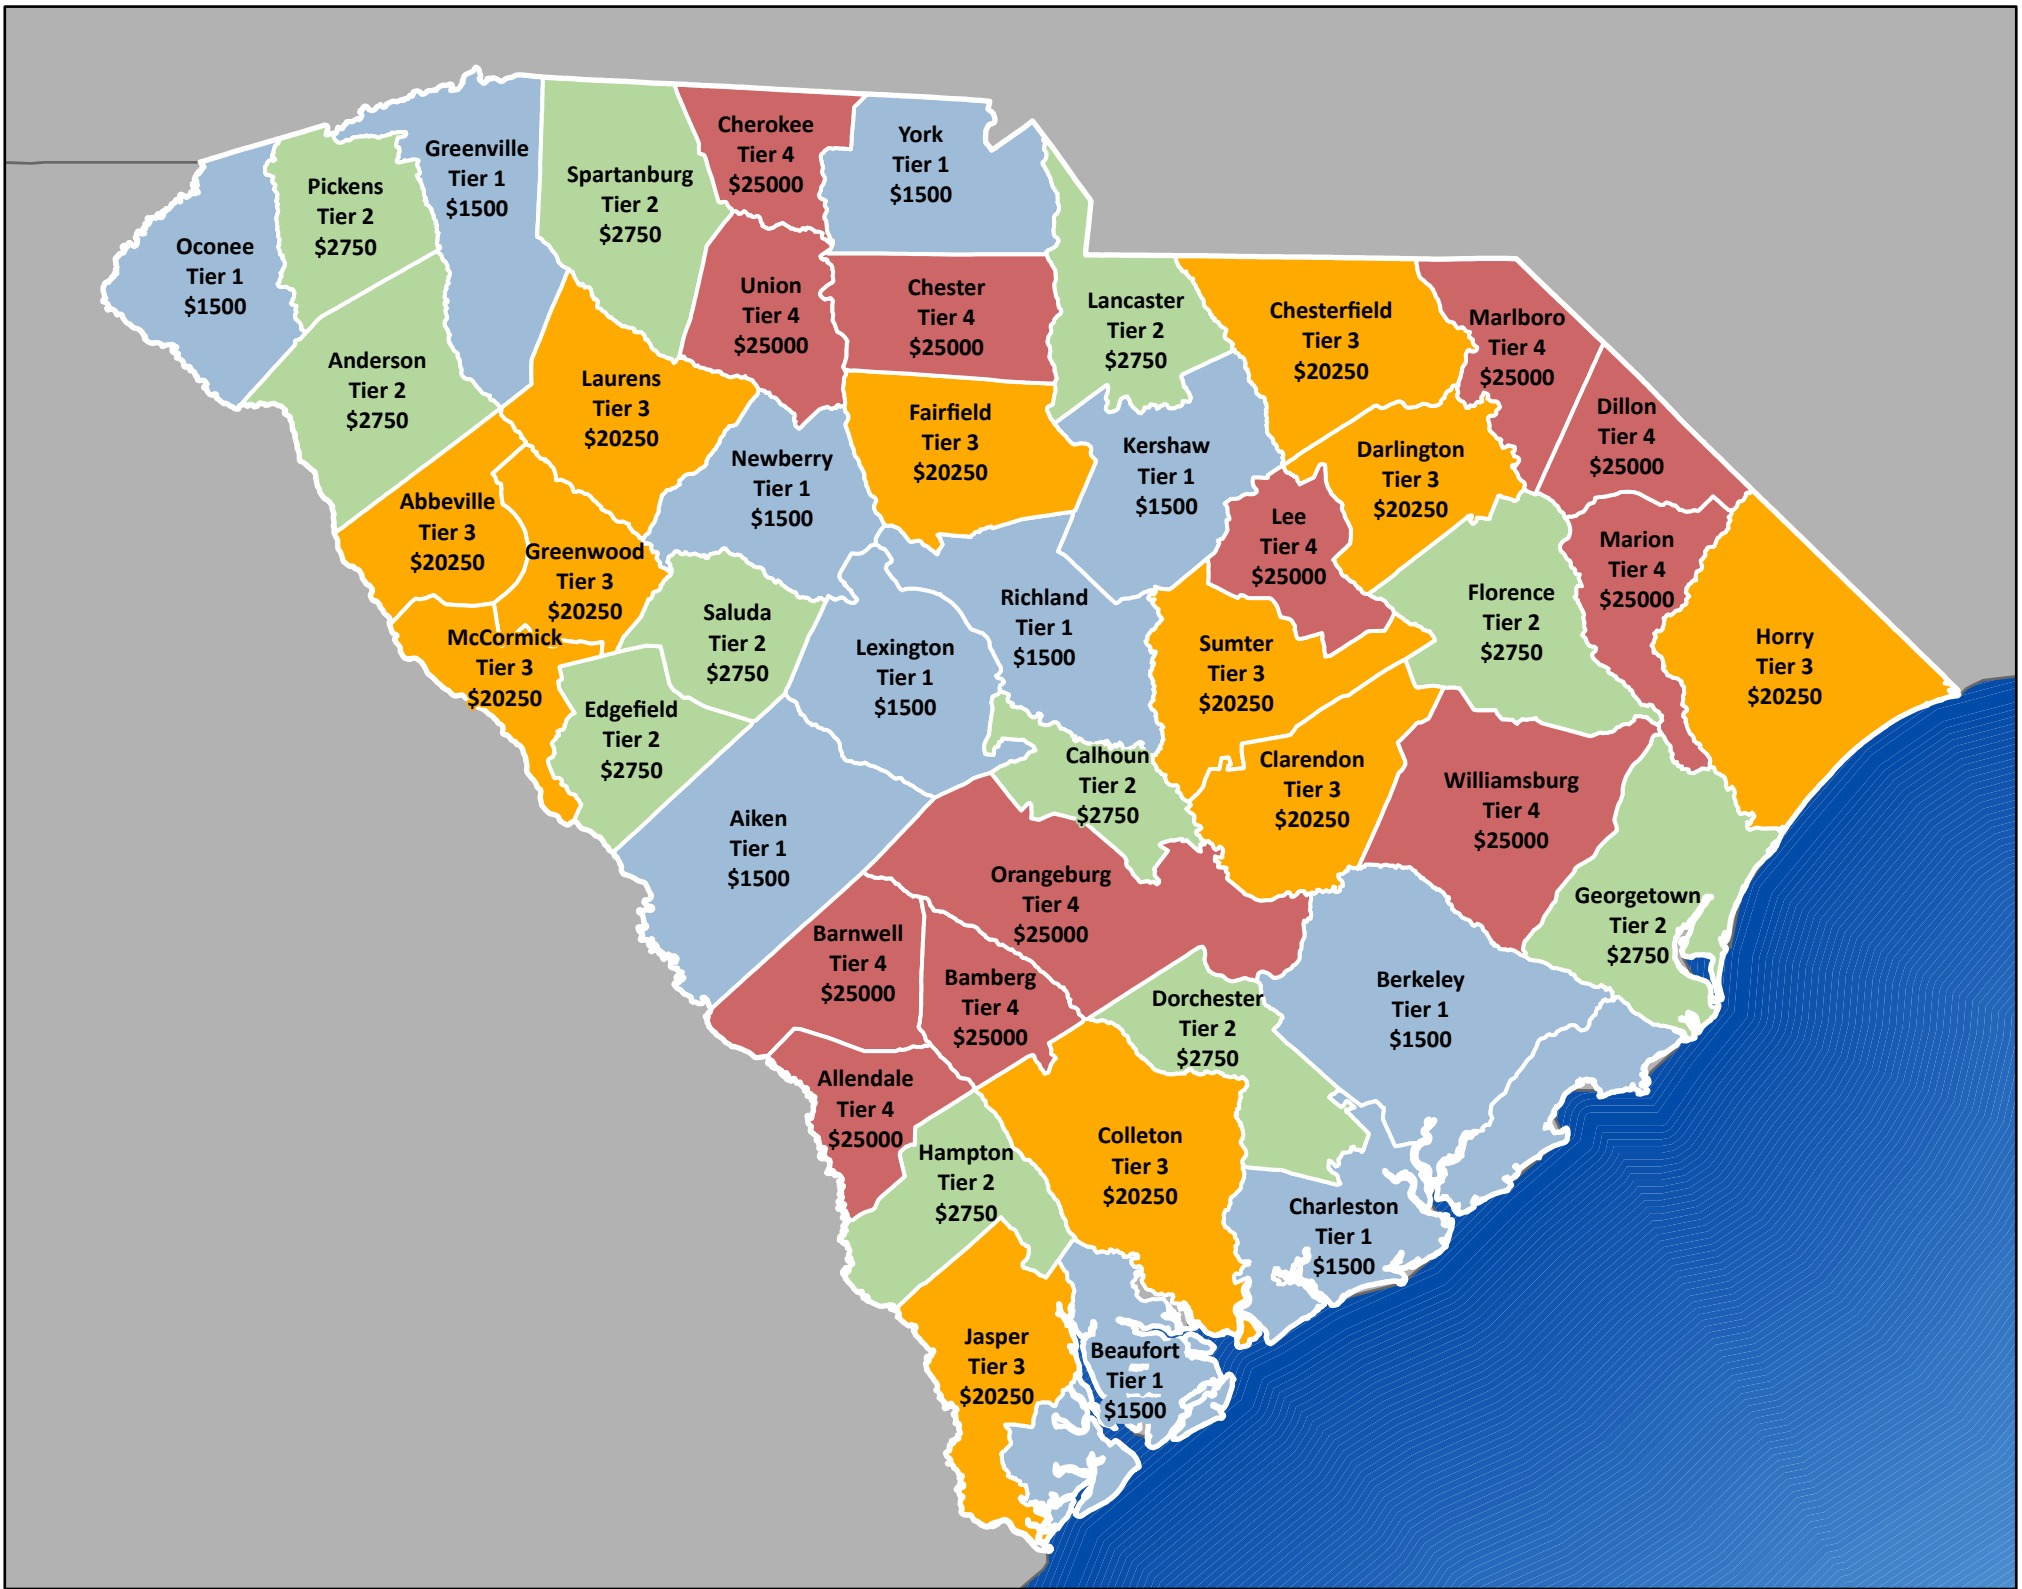 Cherokee
Tier 4
$25000
York
Tier 1
$1500
Greenville
Tier 1
$1500
Spartanburg
Tier 2
$2750
Pickens
Tier 2
$2750
Oconee
Tier 1
$1500
Union
Tier 4
$25000
Chester
Tier 4
$25000
Lancaster
Tier 2
$2750
Chesterfield
Tier 3
$20250
Marlboro
Tier 4
$25000
Anderson
Tier 2
$2750
Laurens
Tier 3
$20250
Fairfield
Tier 3
$20250
Dillon
Tier 4
$25000
Kershaw
Tier 1
$1500
Darlington
Tier 3
$20250
Newberry
Tier 1
$1500
Abbeville
Tier 3
$20250
Lee
Tier 4
$25000
Marion
Tier 4
$25000
Greenwood
Tier 3
$20250
Florence
Tier 2
$2750
Richland
Tier 1
$1500
Saluda
Tier 2
$2750
McCormick
Tier 3
$20250
Lexington
Tier 1
$1500
Sumter
Tier 3
$20250
Horry
Tier 3
$20250
Edgefield
Tier 2
$2750
Calhoun
Tier 2
$2750
Clarendon
Tier 3
$20250
Williamsburg
Tier 4
$25000
Aiken
Tier 1
$1500
Orangeburg
Tier 4
$25000
Georgetown
Tier 2
$2750
Barnwell
Tier 4
$25000
Bamberg
Tier 4
$25000
Berkeley
Tier 1
$1500
Dorchester
Tier 2
$2750
Allendale
Tier 4
$25000
Colleton
Tier 3
$20250
Hampton
Tier 2
$2750
Charleston
Tier 1
$1500
Jasper
Tier 3
$20250
Beaufort
Tier 1
$1500